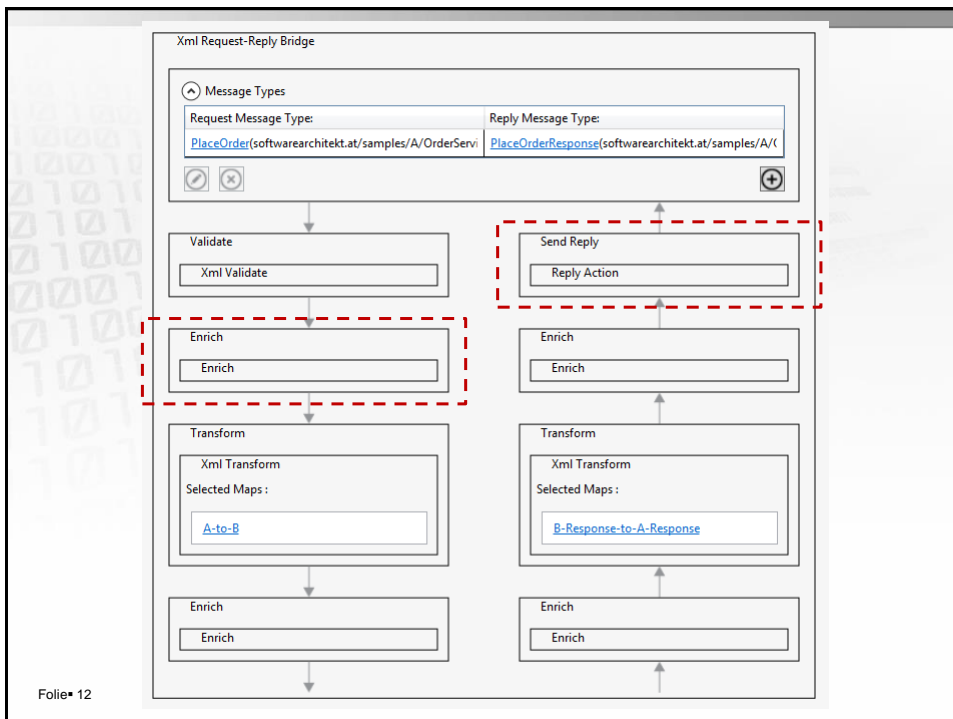 Xml Request-Reply Bridge
Message Types
Request Message Type:
Reply Message Type:
PlaceOrder(softwarearchitekt.at/samples/A/OrderServi
PlaceOrderResponse(softwarearchitekt.at/samples/A/(
Validate
Xml Validate
Enrich
Enrich
Transform
Xml Transform
Selected Maps :
A-to-B
Enrich
Enrich
Send Reply
Reply Action
Enrich
Enrich
Transform
Xml Transform
Selected Maps :
B-Response-to-A-Response
Enrich
Enrich
Folie▪ 12